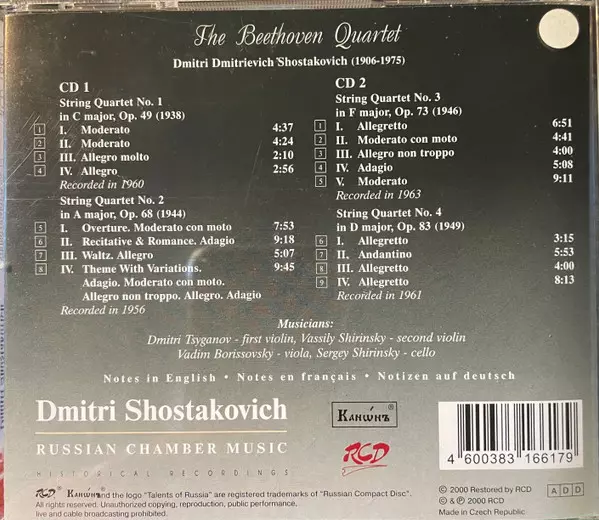 The Beethoven Quartet
Dmitri Dmitrievich Shostakovich (1906-1975)
CD 1
String Quartet No. 1
in C major, Op. 49 (1938)
1 I. Moderato 4:37
2 II. Moderato 4:24
3 III. Allegro molto 2:10
4 IV. Allegro 2:56
Recorded in 1960
String Quartet No. 2
in A major, Op. 68 (1944)
5 I. Overture. Moderato con moto 7:53
6 II. Recitative & Romance. Adagio 9:18
7 III. Waltz. Allegro 5:07
8 IV. Theme With Variations. 9:45
Adagio. Moderato con moto.
Allegro non troppo. Allegro. Adagio
Recorded in 1956
CD 2
String Quartet No. 3
in F major, Op. 73 (1946)
1 I. Allegretto 6:51
2 II. Moderato con moto 4:41
3 III. Allegro non troppo 4:00
4 IV. Adagio 5:08
5 V. Moderato 9:11
Recorded in 1963
String Quartet No. 4
in D major, Op. 83 (1949)
6 I. Allegretto 3:15
7 II. Andantino 5:53
8 III. Allegretto 4:00
9 IV. Allegretto 8:13
Recorded in 1961
Musicians:
Dmitri Tsyganov - first violin, Vassily Shirinsky - second violin
Vadim Borissovsky - viola, Sergey Shirinsky - cello
Notes in English • Notes en français • Notizen auf deutsch
Dmitri Shostakovich
RUSSIAN CHAMBER MUSIC
HISTORICAL RECORDINGS
Канѡнъ
RCD
4 600383 166179
RCD Канѡнъ and the logo "Talents of Russia" are registered trademarks of "Russian Compact Disc".
All rights reserved. Unauthorized copying, reproduction, public performance,
live and cable broadcasting prohibited.
© 2000 Restored by RCD
© & ℗ 2000 RCD
Made in Czech Republic
A D D